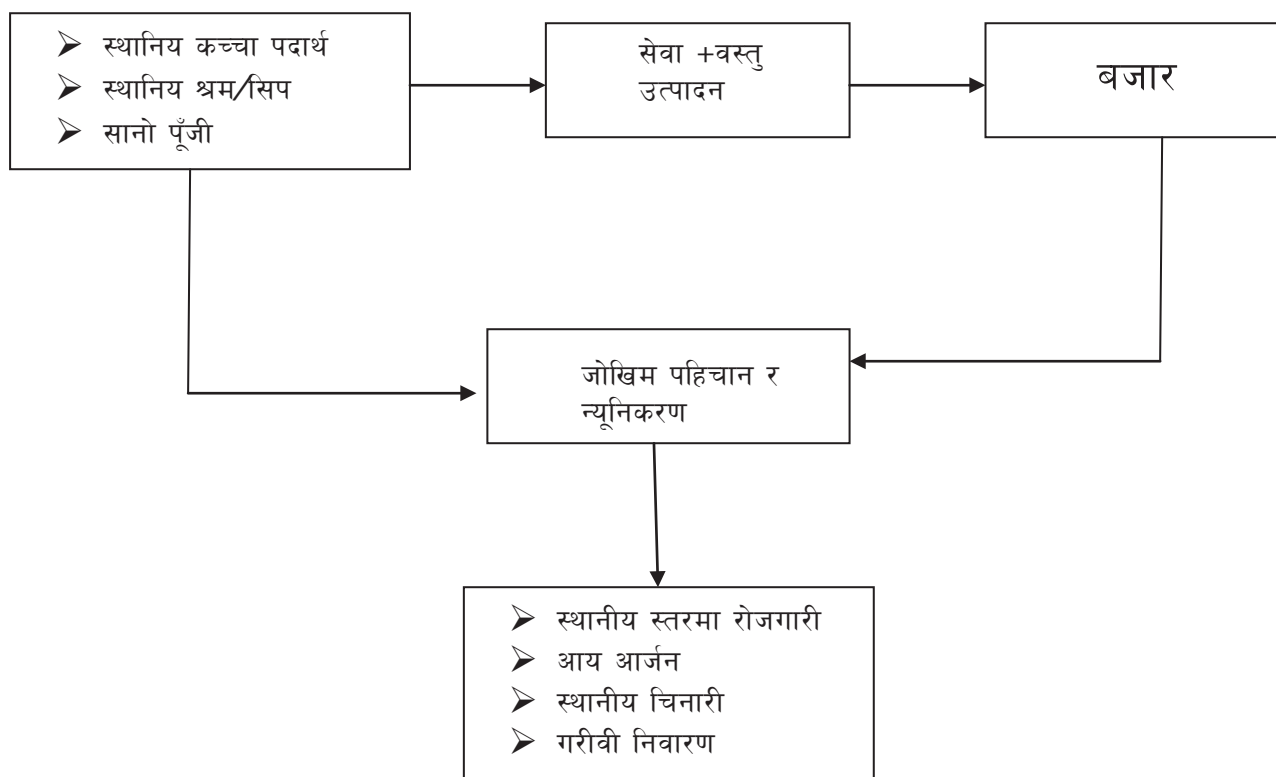 ➢ स्थानिय कच्चा पदार्थ
➢ स्थानिय श्रम/सिप
➢ सानो पूँजी
सेवा +वस्तु
उत्पादन
बजार
जोखिम पहिचान र
न्यूनिकरण
➢ स्थानीय स्तरमा रोजगारी
➢ आय आर्जन
➢ स्थानीय चिनारी
➢ गरीवी निवारण